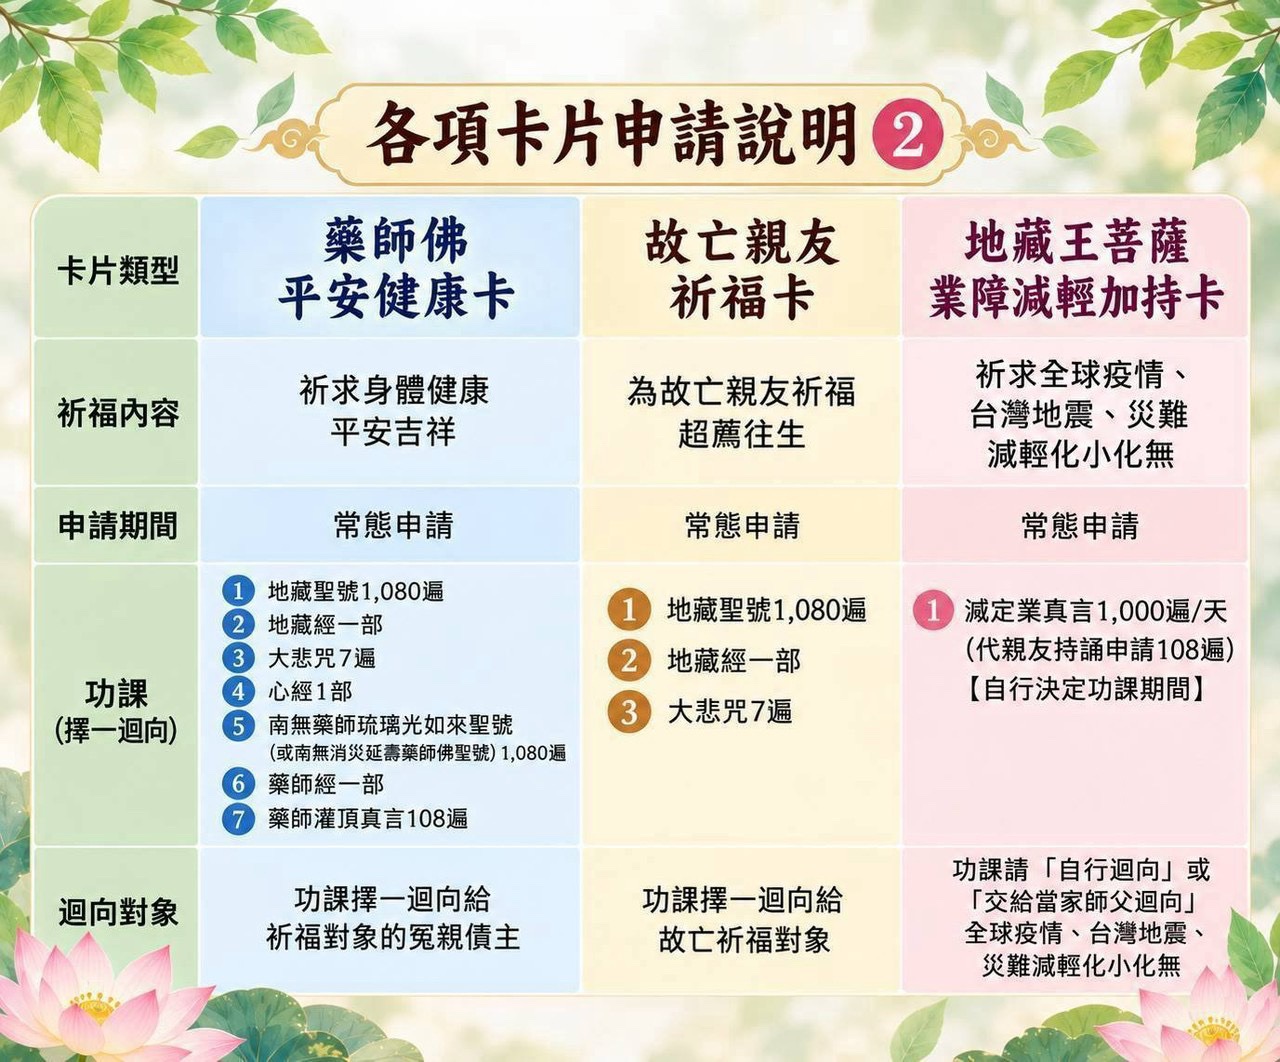 各項卡片申請說明 2
卡片類型
藥師佛
平安健康卡
故亡親友
祈福卡
地藏王菩薩
業障減輕加持卡
祈福內容
祈求身體健康
平安吉祥
為故亡親友祈福
超薦往生
祈求全球疫情、
台灣地震、災難
減輕化小化無
申請期間
常態申請
常態申請
常態申請
功課
(擇一迴向)
1 地藏聖號1,080遍
2 地藏經一部
3 大悲咒7遍
4 心經1部
5 南無藥師琉璃光如來聖號
(或南無消災延壽藥師佛聖號) 1,080遍
6 藥師經一部
7 藥師灌頂真言108遍
1 地藏聖號1,080遍
2 地藏經一部
3 大悲咒7遍
1 滅定業真言1,000遍/天
(代親友持誦申請108遍)
【自行決定功課期間】
迴向對象
功課擇一迴向給
祈福對象的冤親債主
功課擇一迴向給
故亡祈福對象
功課請「自行迴向」或
「交給當家師父迴向」
全球疫情、台灣地震、
災難減輕化小化無